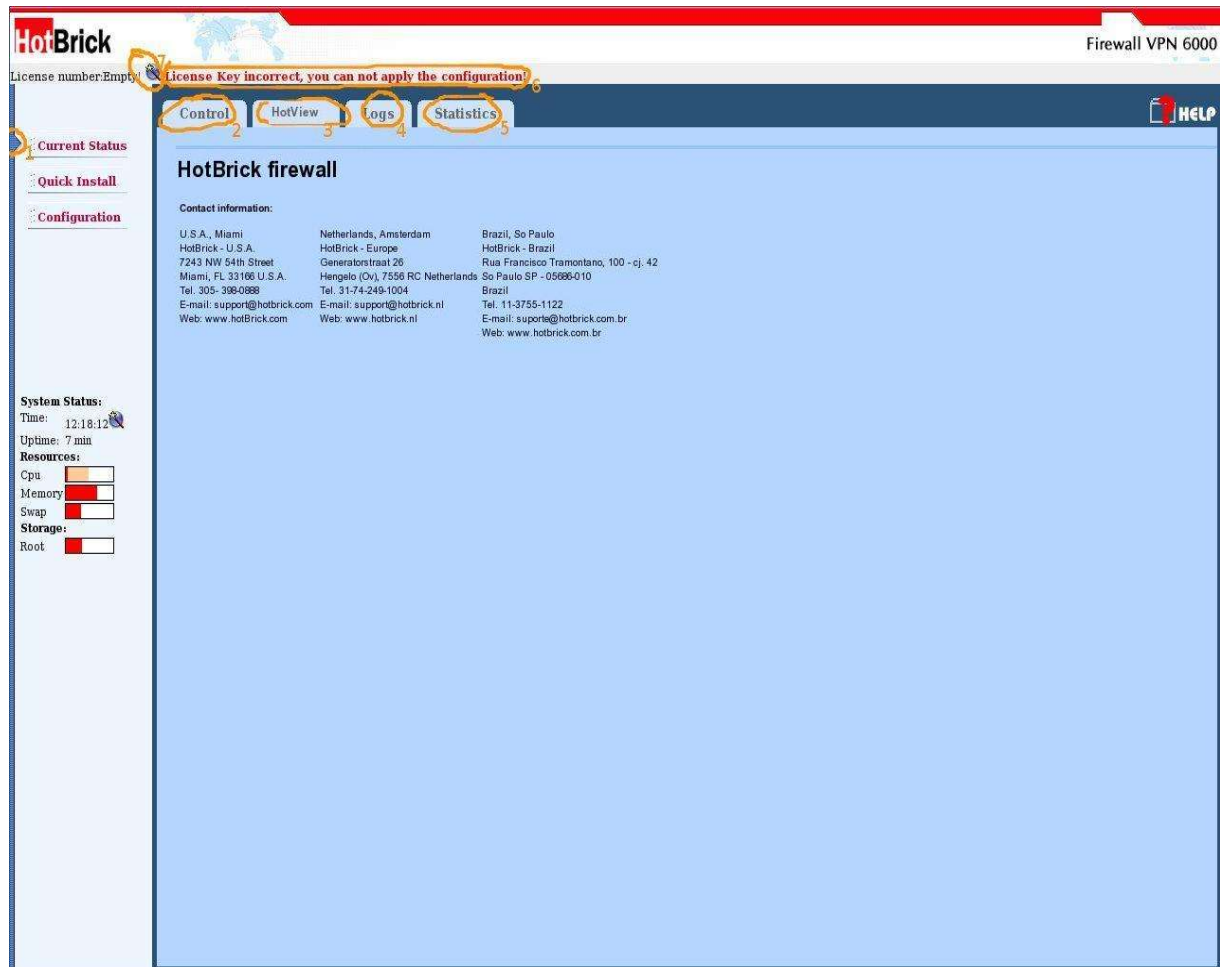 HotBrick
Firewall VPN 6000
License number:Empty!
7
License Key incorrect, you can not apply the configuration!
6
Control
2
HotView
3
Logs
4
Statistics
5
? HELP
1
Current Status
Quick Install
Configuration
HotBrick firewall
Contact information:
U.S.A., Miami
HotBrick - U.S.A.
7243 NW 54th Street
Miami, FL 33166 U.S.A.
Tel. 305- 398-0888
E-mail: support@hotbrick.com
Web: www.hotBrick.com
Netherlands, Amsterdam
HotBrick - Europe
Generatorstraat 26
Hengelo (Ov), 7556 RC Netherlands
Tel. 31-74-249-1004
E-mail: support@hotbrick.nl
Web: www.hotbrick.nl
Brazil, So Paulo
HotBrick - Brazil
Rua Francisco Tramontano, 100 - cj. 42
So Paulo SP - 05686-010
Brazil
Tel. 11-3755-1122
E-mail: suporte@hotbrick.com.br
Web: www.hotbrick.com.br
System Status:
Time: 12:18:12
Uptime: 7 min
Resources:
Cpu
Memory
Swap
Storage:
Root